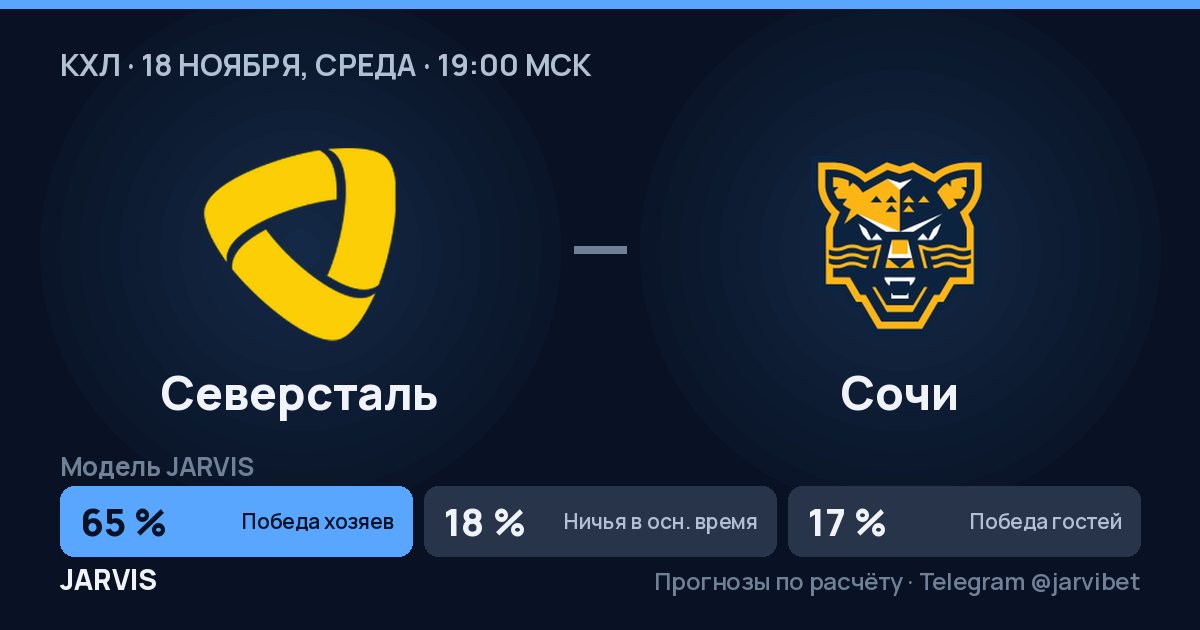 КХЛ · 18 НОЯБРЯ, СРЕДА · 19:00 МСК
—
Северсталь
Сочи
Модель JARVIS
65 % Победа хозяев
18 % Ничья в осн. время
17 % Победа гостей
JARVIS
Прогнозы по расчёту · Telegram @jarvibet